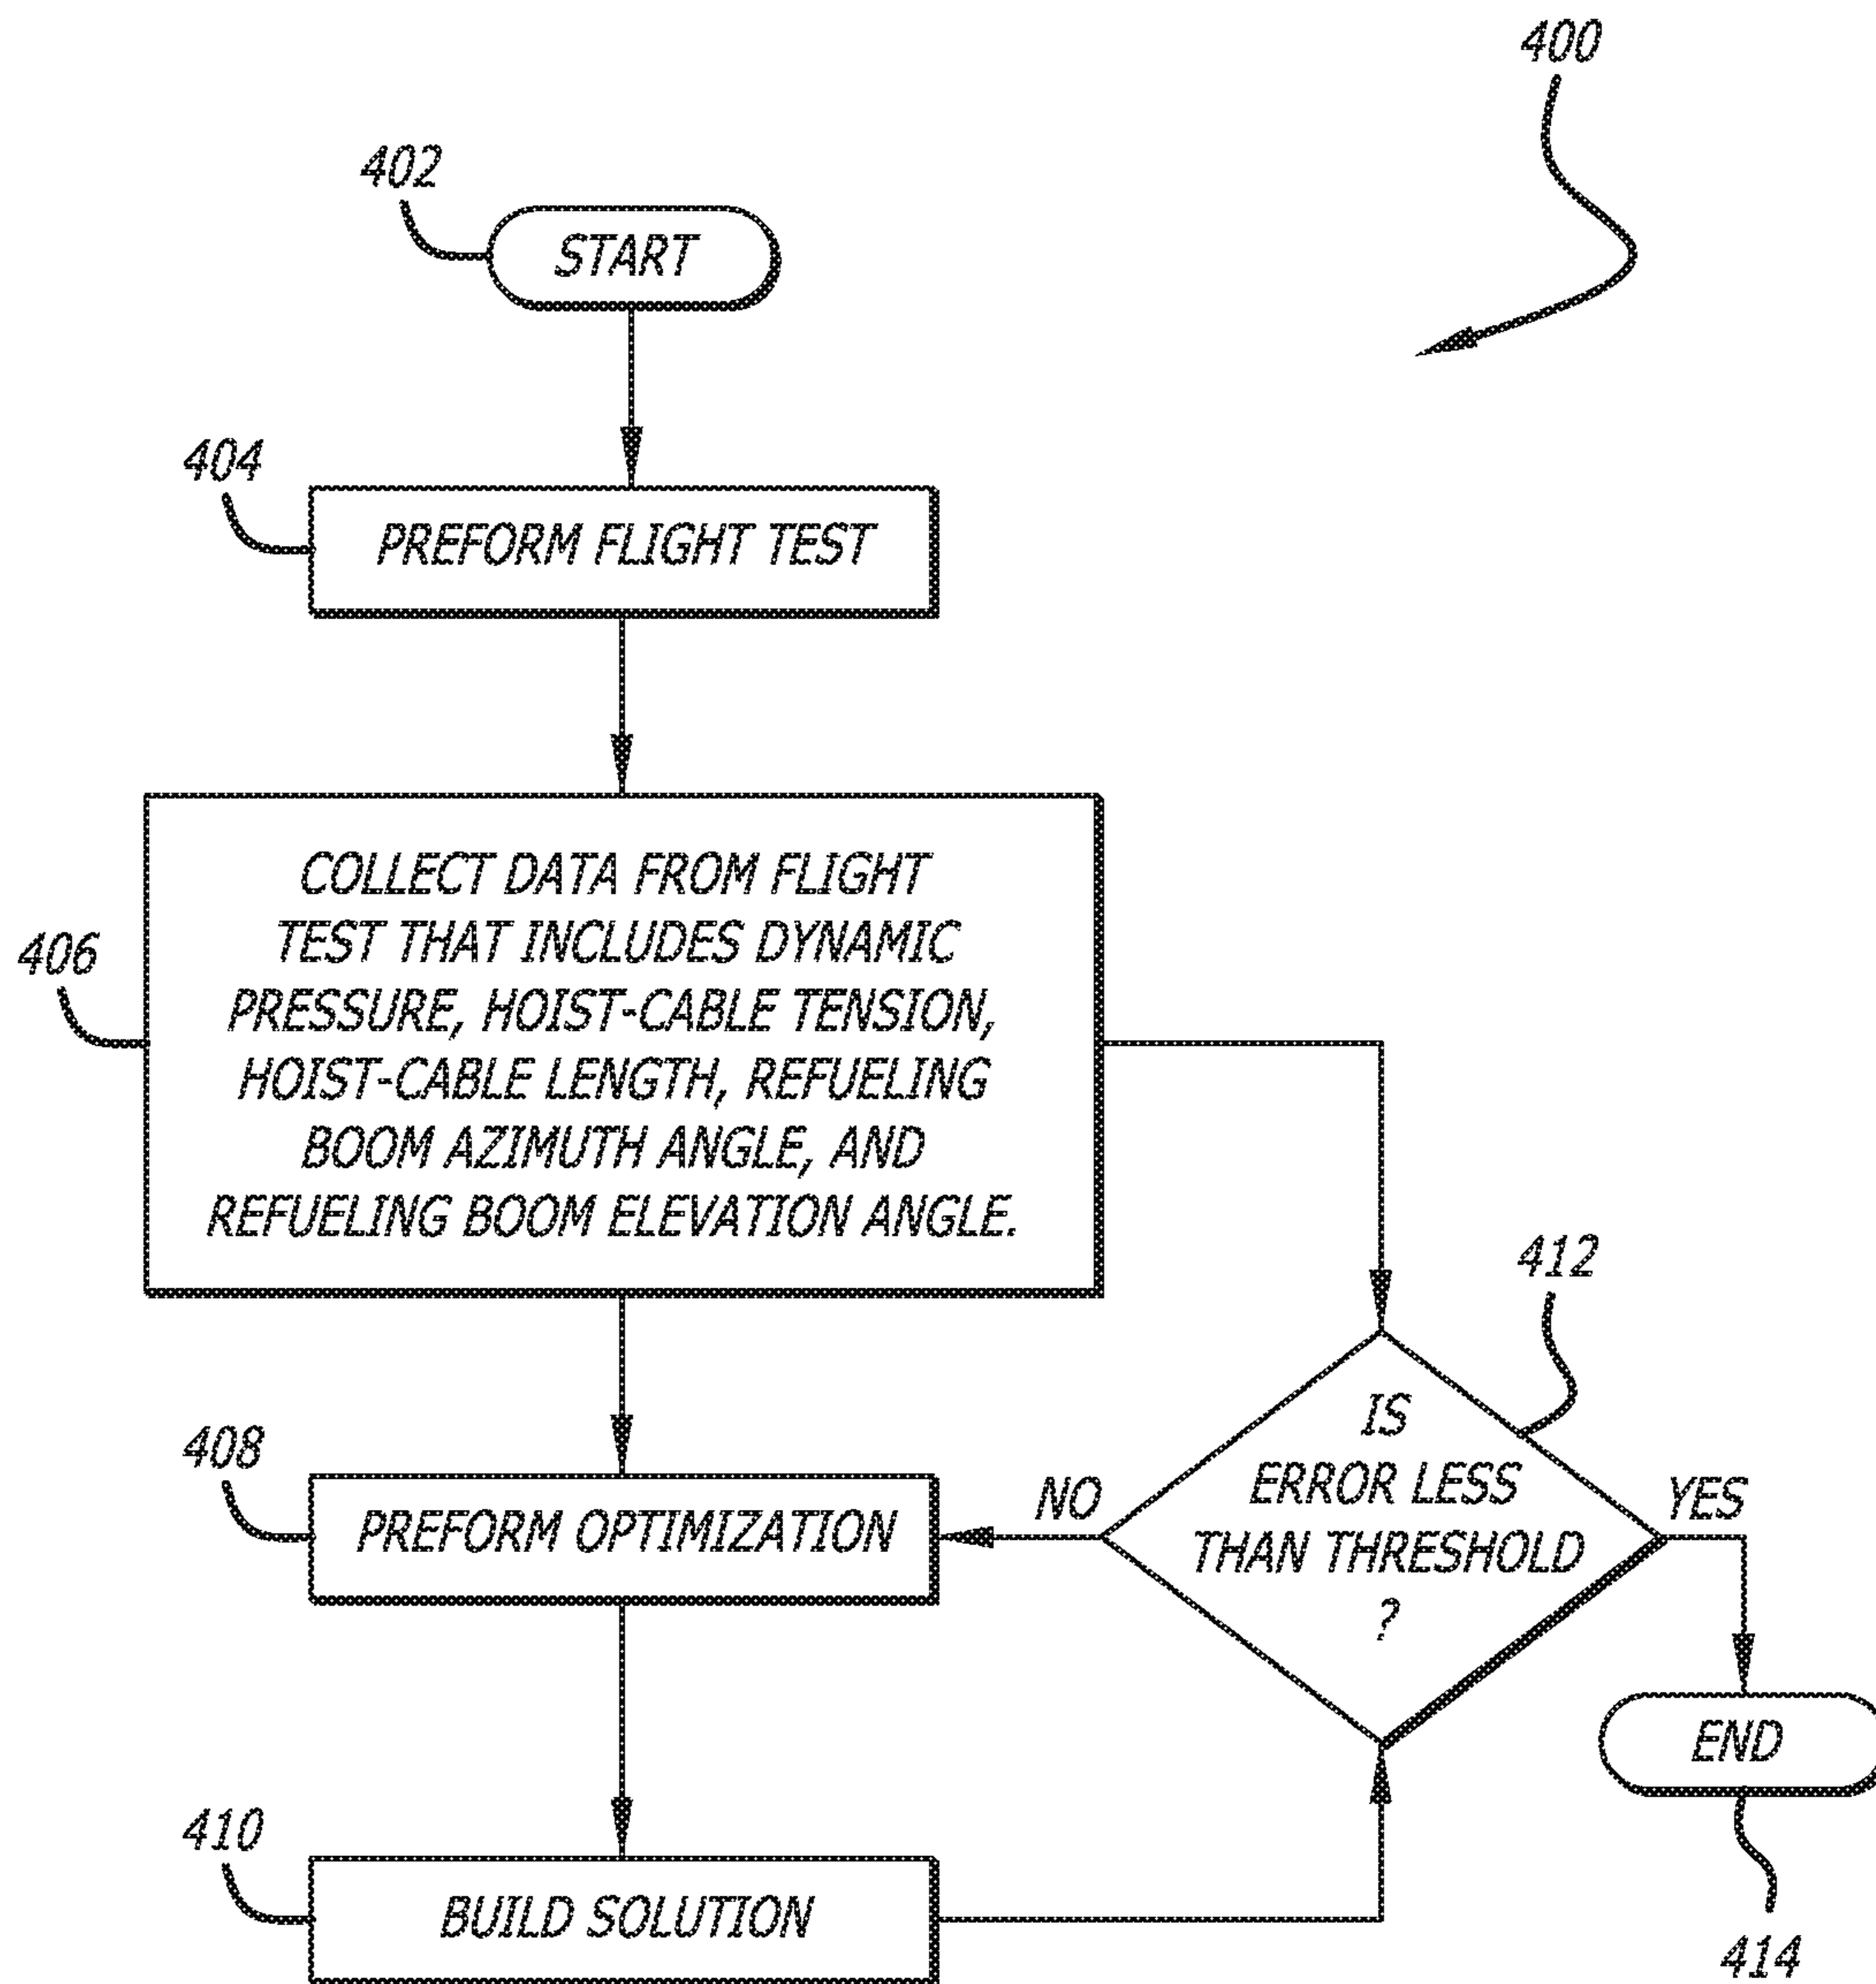 400
402
START
404
PREFORM FLIGHT TEST
406
COLLECT DATA FROM FLIGHT
TEST THAT INCLUDES DYNAMIC
PRESSURE, HOIST-CABLE TENSION,
HOIST-CABLE LENGTH, REFUELING
BOOM AZIMUTH ANGLE, AND
REFUELING BOOM ELEVATION ANGLE.
412
408
PREFORM OPTIMIZATION
NO
IS
ERROR LESS
THAN THRESHOLD
?
YES
END
410
BUILD SOLUTION
414